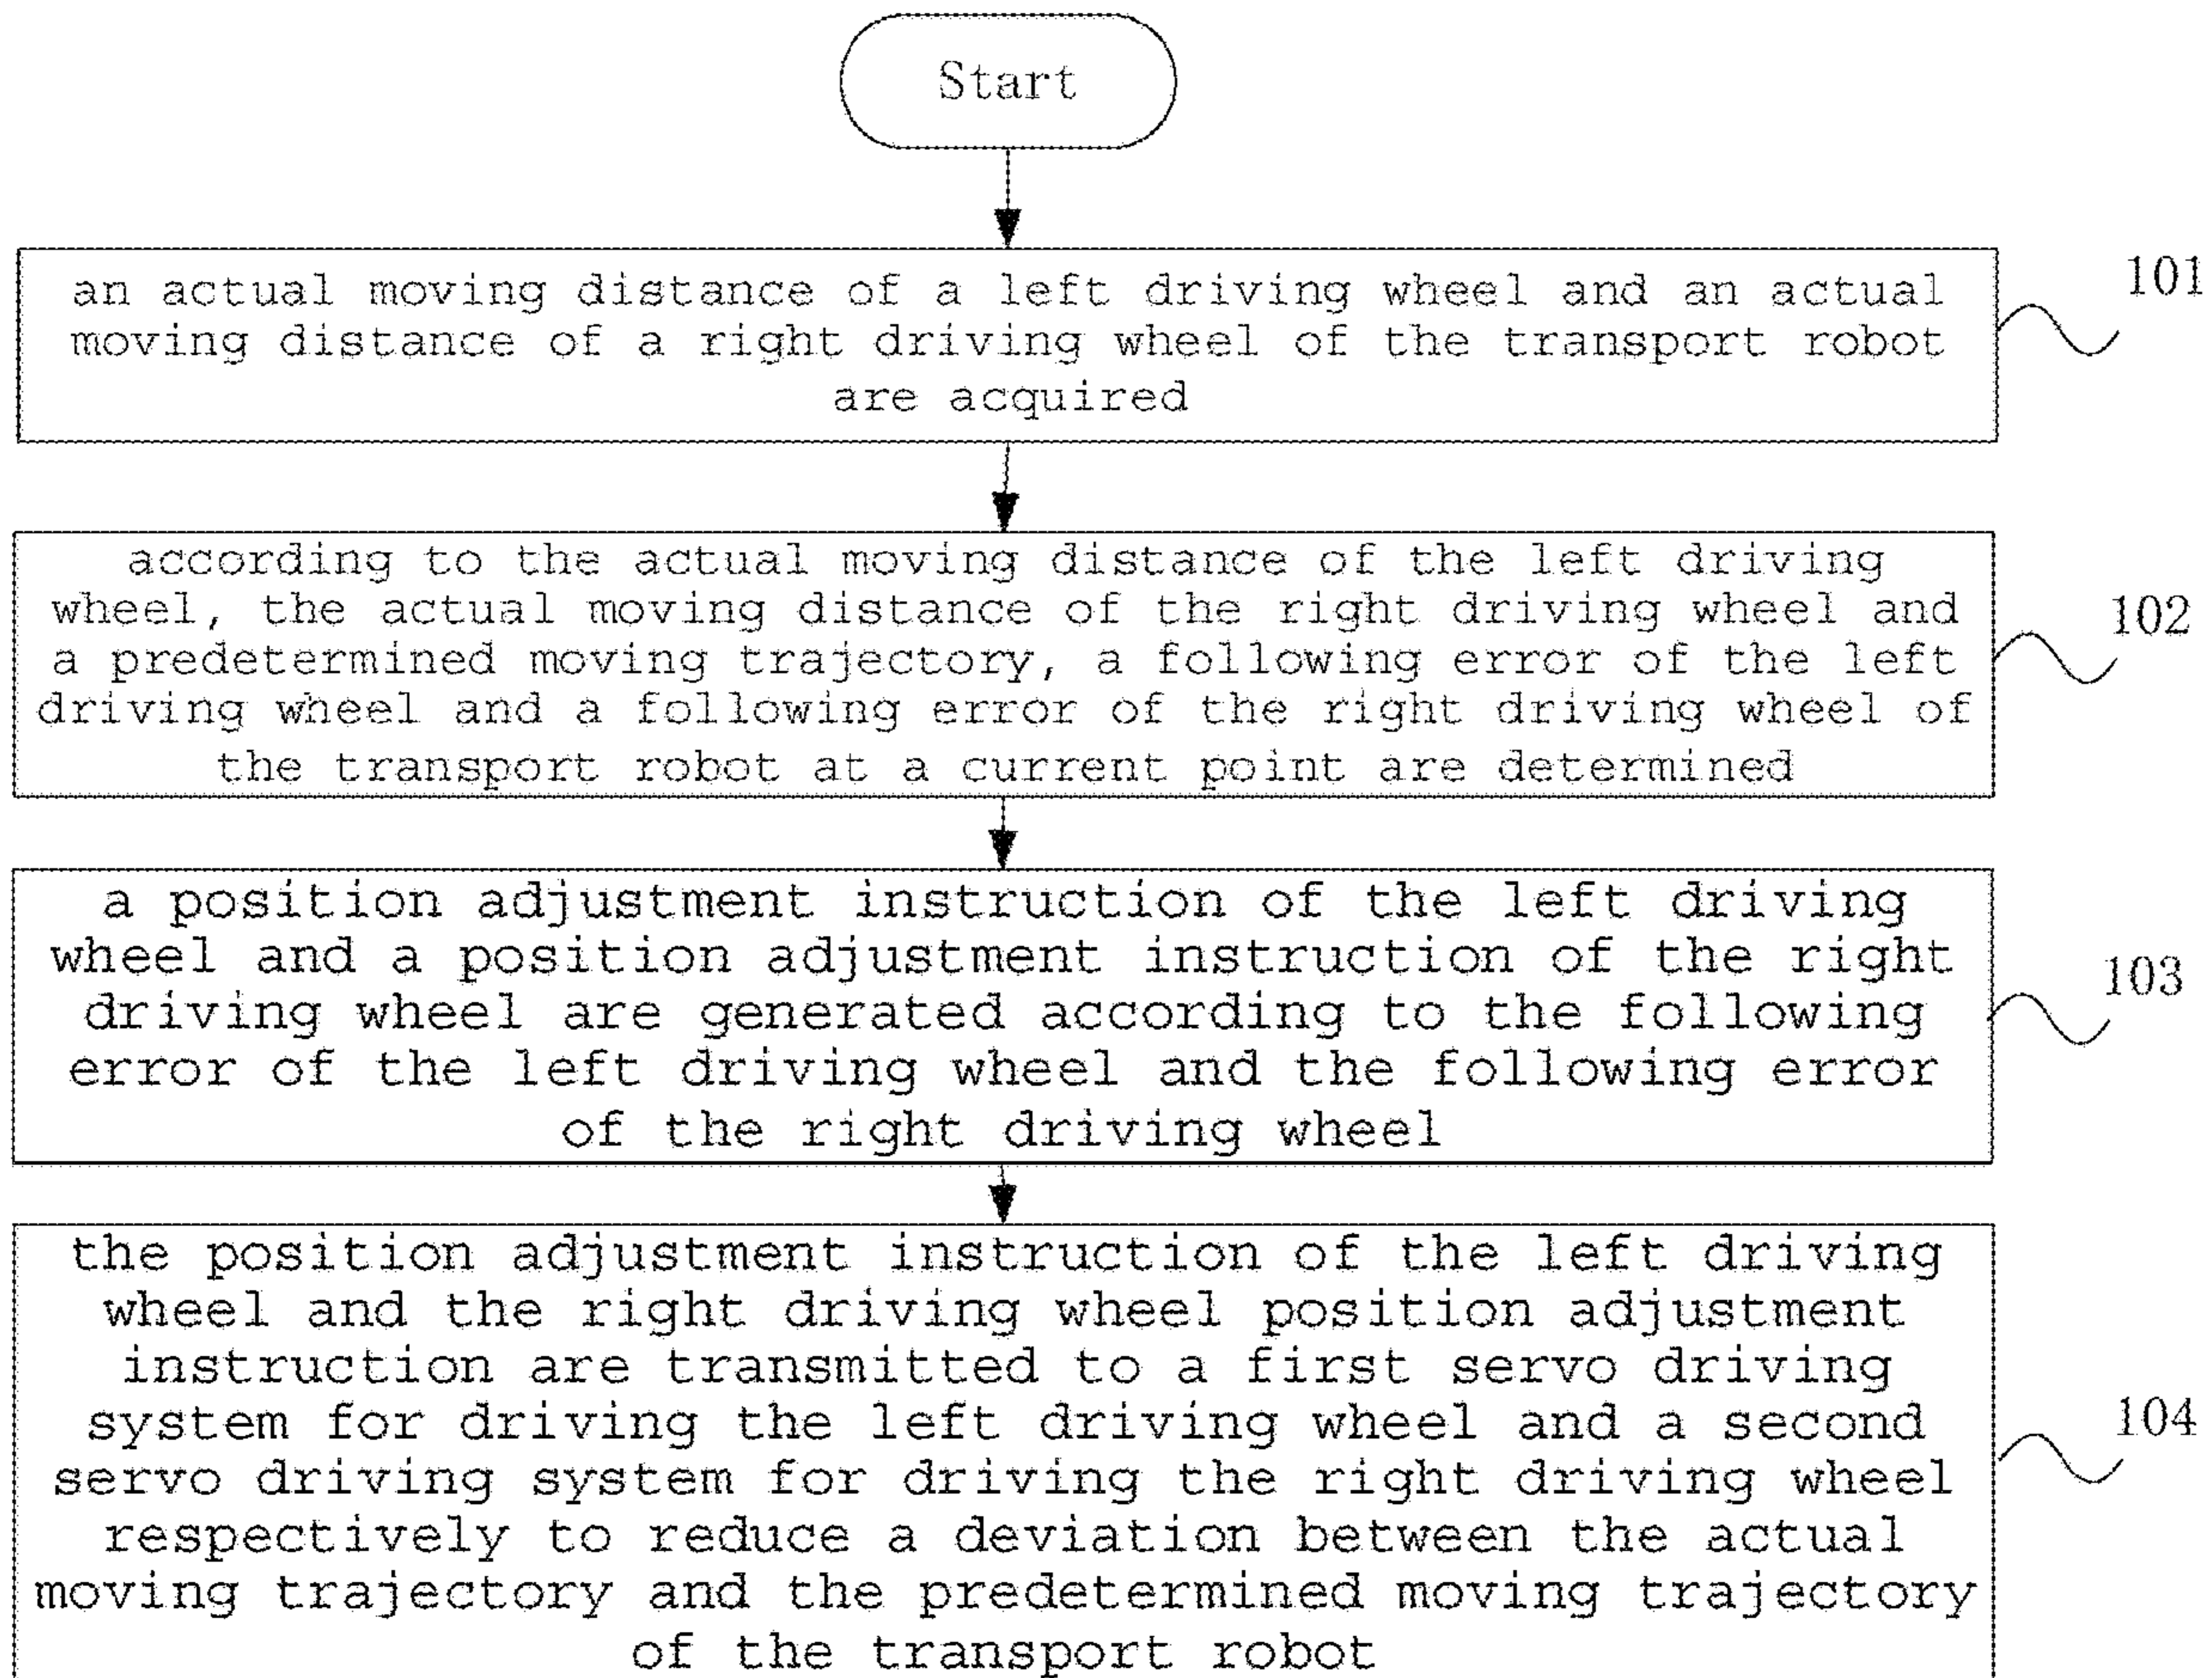 Start
an actual moving distance of a left driving wheel and an actual
moving distance of a right driving wheel of the transport robot
are acquired
101
according to the actual moving distance of the left driving
wheel, the actual moving distance of the right driving wheel and
a predetermined moving trajectory, a following error of the left
driving wheel and a following error of the right driving wheel of
the transport robot at a current point are determined
102
a position adjustment instruction of the left driving
wheel and a position adjustment instruction of the right
driving wheel are generated according to the following
error of the left driving wheel and the following error
of the right driving wheel
103
the position adjustment instruction of the left driving
wheel and the right driving wheel position adjustment
instruction are transmitted to a first servo driving
system for driving the left driving wheel and a second
servo driving system for driving the right driving wheel
respectively to reduce a deviation between the actual
moving trajectory and the predetermined moving trajectory
of the transport robot
104